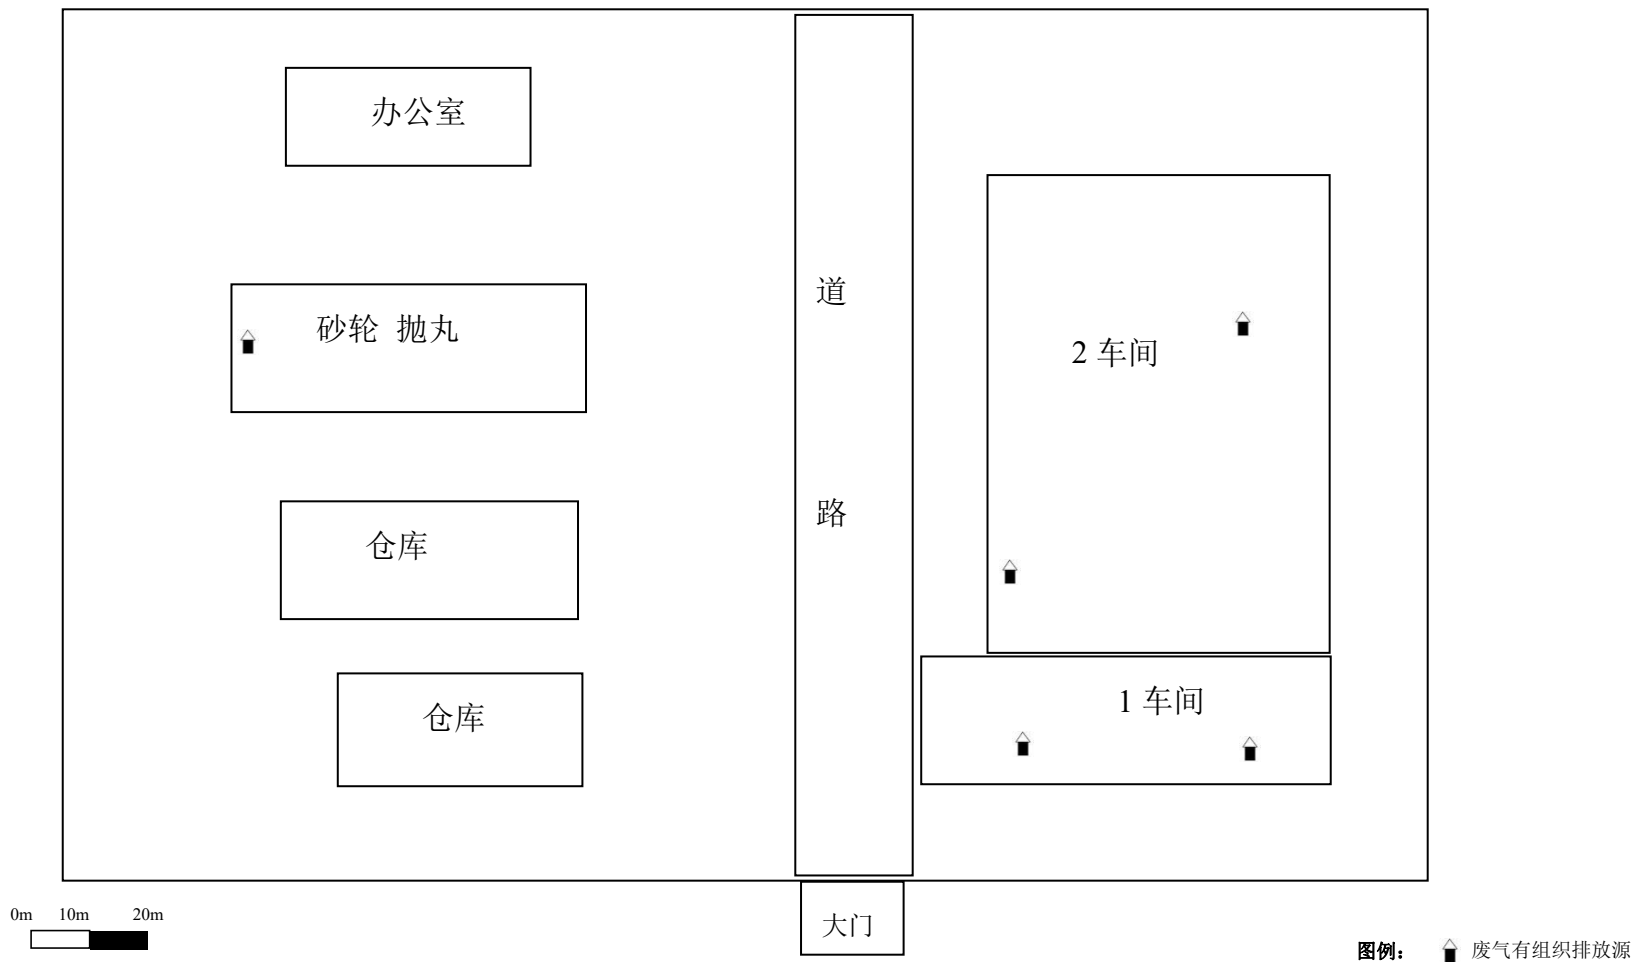 办公室
砂轮 抛丸
道
2 车间
路
仓库
仓库
1 车间
0m 10m 20m
大门
图例： 废气有组织排放源